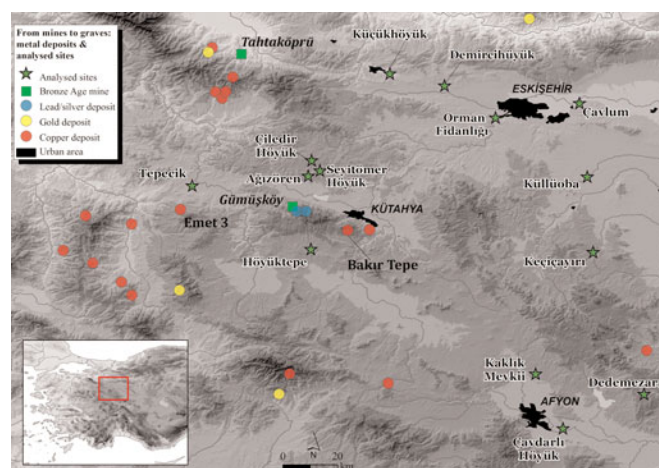 From mines to graves:
metal deposits &
analysed sites
Analysed sites
Bronze Age mine
Lead/silver deposit
Gold deposit
Copper deposit
Urban area
Tahtaköprü
Küçükhöyük
Demircihüyük
ESKİŞEHİR
Orman
Fidanlığı
Çavlum
Çiledir
Höyük
Seyitömer
Höyük
Ağızören
Tepecik
Küllüoba
Gümüşköy
KÜTAHYA
Emet 3
Höyüktepe
Bakır Tepe
Keçiçayırı
Kaklık
Mevkii
Dedemezarı
AFYON
Çavdarlı
Höyük
N
0
20
km